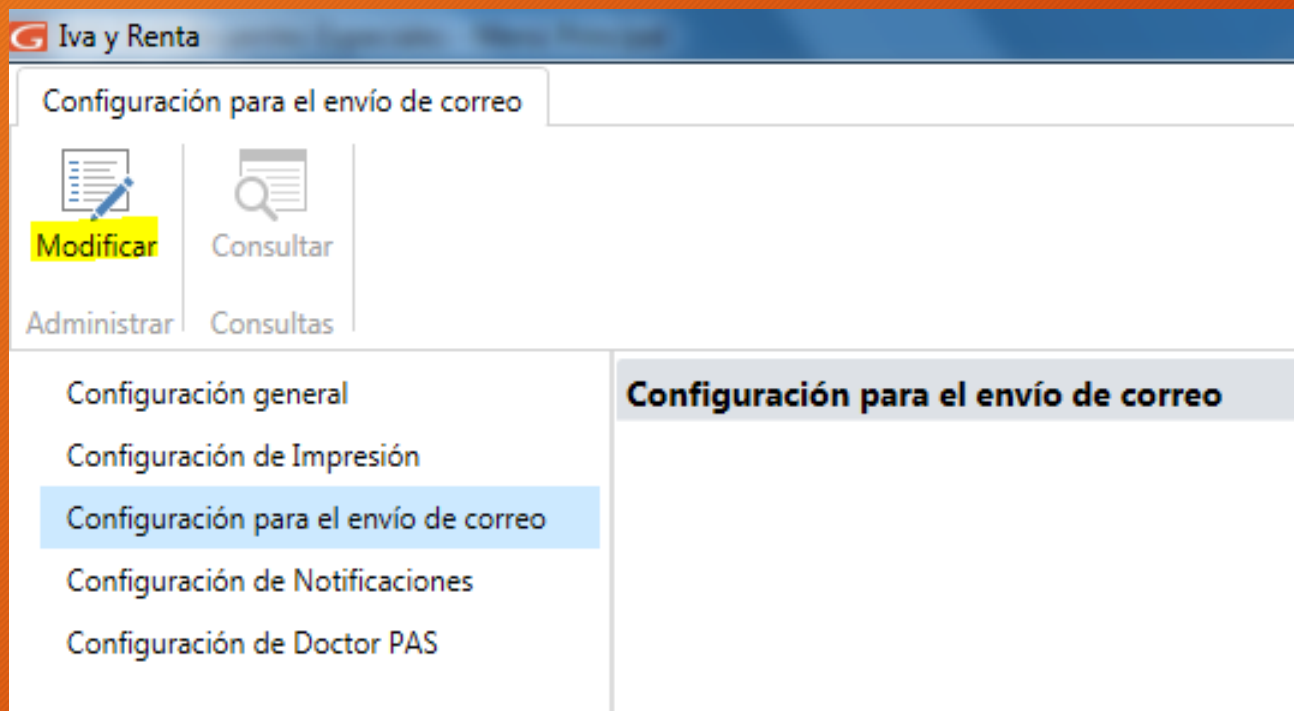 G Iva y Renta
Configuración para el envío de correo
Modificar Consultar
Administrar Consultas
Configuración general
Configuración de Impresión
Configuración para el envío de correo
Configuración de Notificaciones
Configuración de Doctor PAS
Configuración para el envío de correo